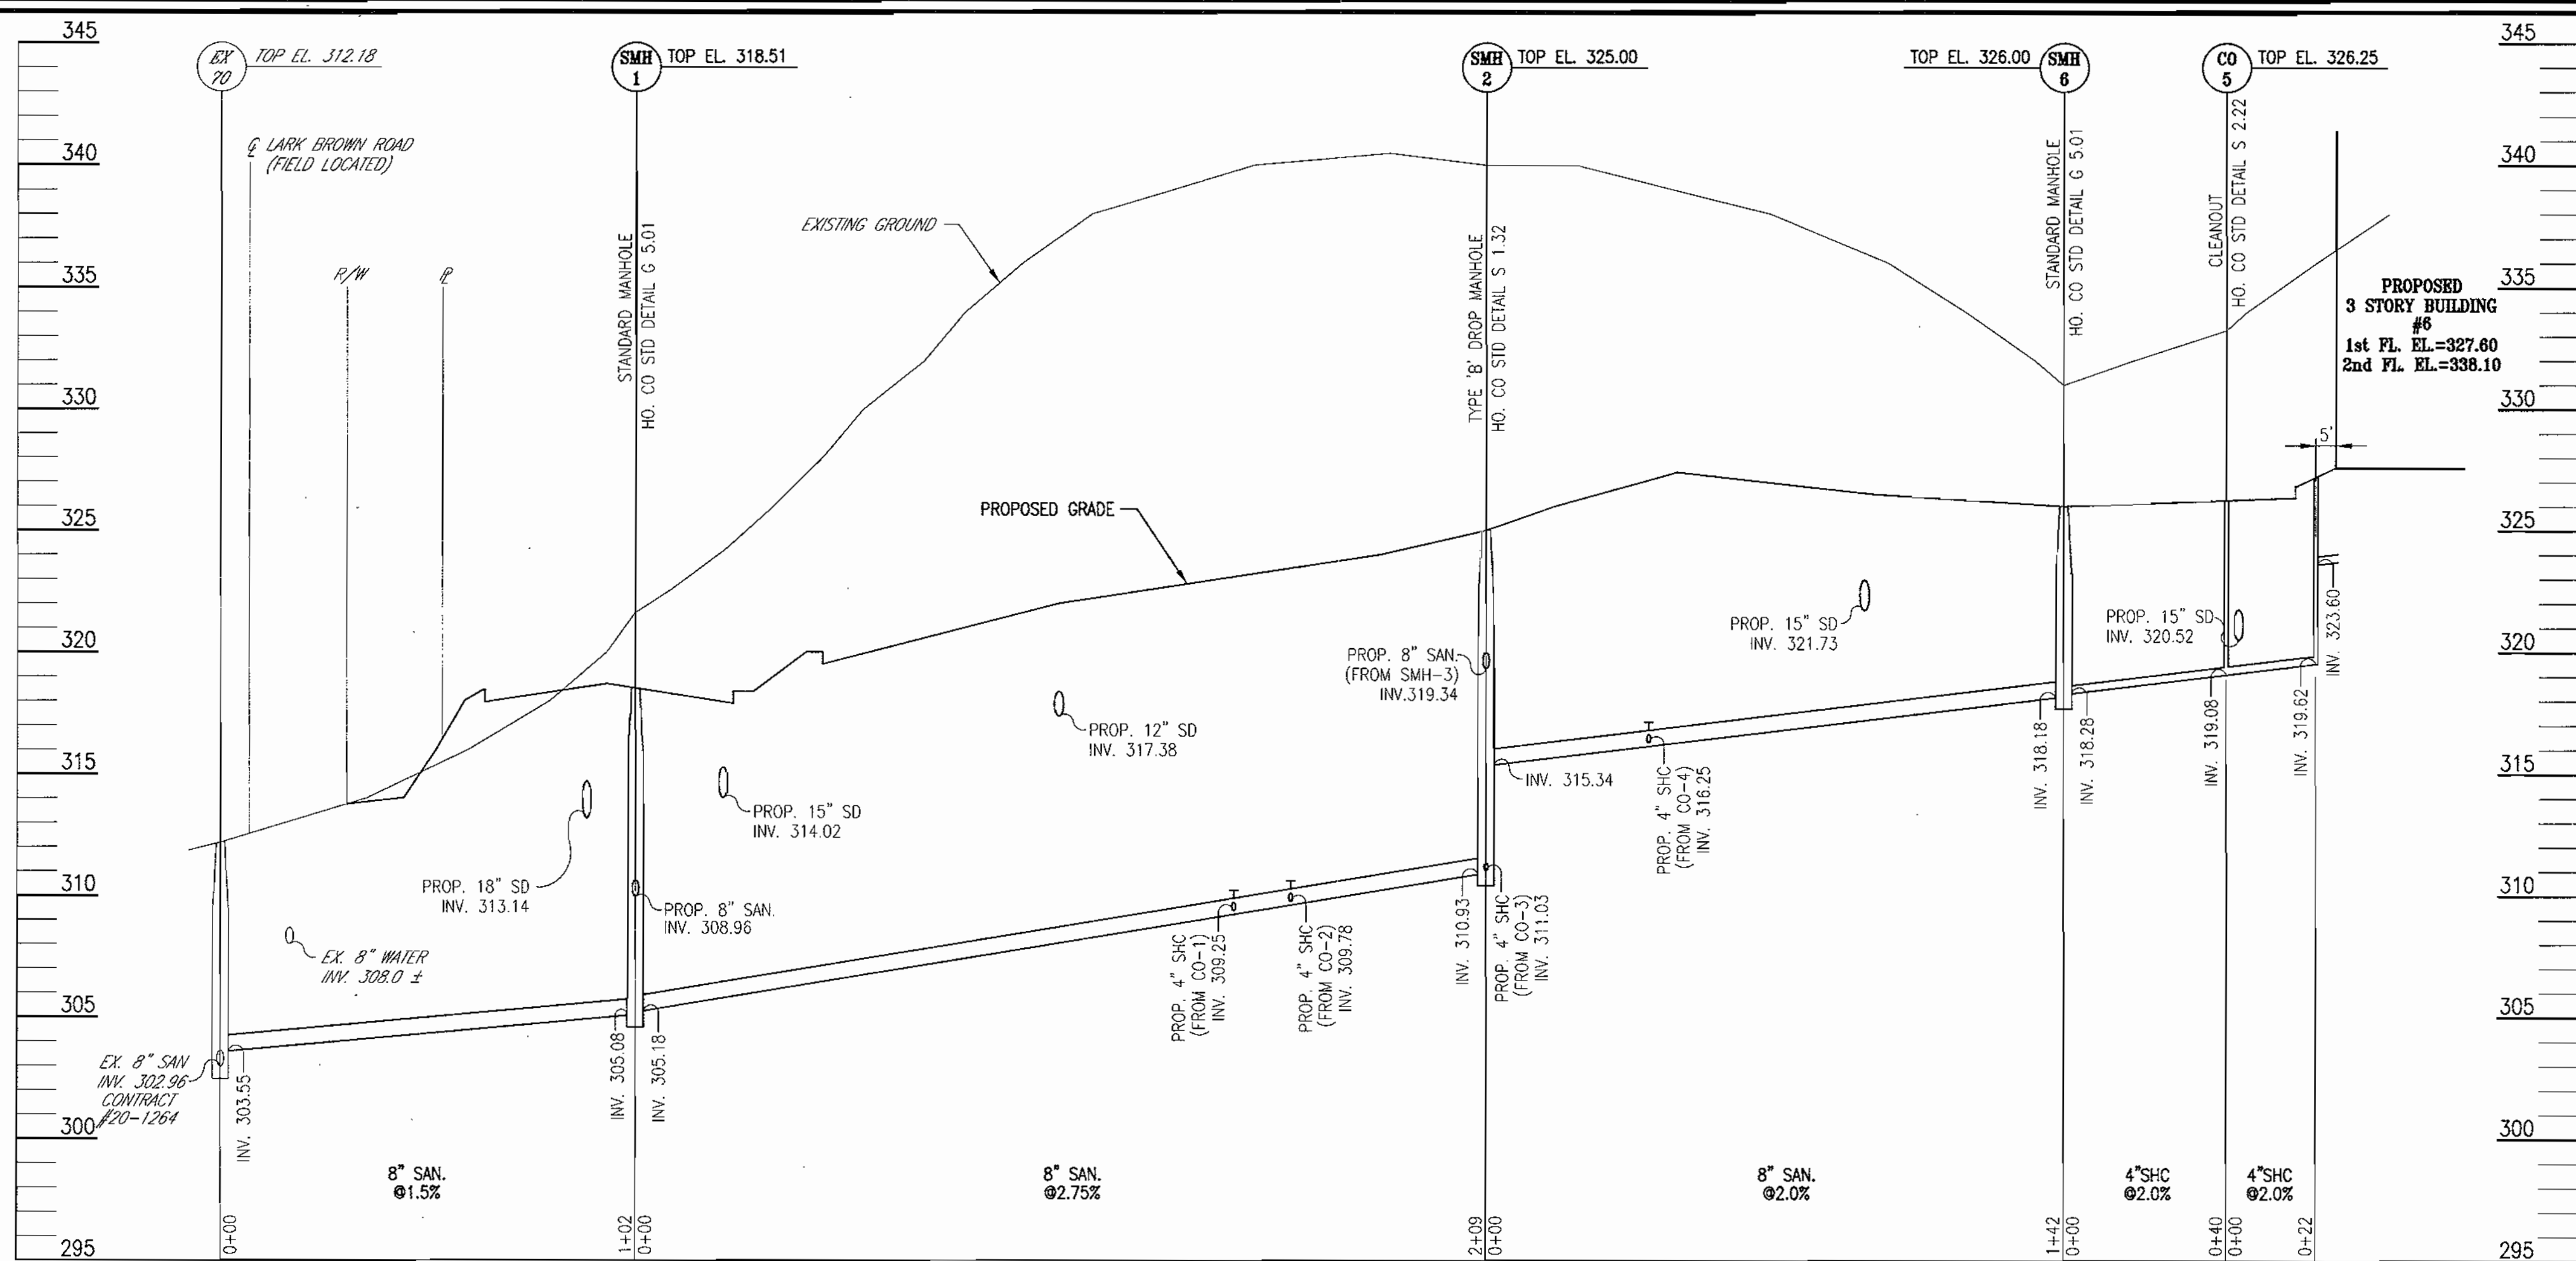 345
340
335
330
325
320
315
310
305
300
295
EX
70
TOP EL. 312.18
℄ LARK BROWN ROAD
(FIELD LOCATED)
R/W
℄
SMH
1
TOP EL. 318.51
STANDARD MANHOLE
HO. CO STD DETAIL G 5.01
EXISTING GROUND
PROPOSED GRADE
SMH
2
TOP EL. 325.00
TYPE 'B' DROP MANHOLE
HO. CO STD DETAIL S 1.32
TOP EL. 326.00
SMH
6
STANDARD MANHOLE
HO. CO STD DETAIL G 5.01
CO
5
TOP EL. 326.25
CLEANOUT
HO. CO STD DETAIL S 2.22
PROPOSED
3 STORY BUILDING
#6
1st FL. EL.=327.60
2nd FL. EL.=338.10
5'
EX. 8" SAN
INV. 302.96
CONTRACT
#20-1264
INV. 303.55
EX. 8" WATER
INV. 308.0 ±
PROP. 18" SD
INV. 313.14
PROP. 8" SAN.
INV. 308.96
INV. 305.08
INV. 305.18
PROP. 15" SD
INV. 314.02
PROP. 12" SD
INV. 317.38
PROP. 4" SHC
(FROM CO-1)
INV. 309.25
PROP. 4" SHC
(FROM CO-2)
INV. 309.78
PROP. 8" SAN.
(FROM SMH-3)
INV.319.34
INV. 310.93
PROP. 4" SHC
(FROM CO-3)
INV. 311.03
INV. 315.34
PROP. 4" SHC
(FROM CO-4)
INV. 316.25
PROP. 15" SD
INV. 321.73
INV. 318.18
INV. 318.28
PROP. 15" SD
INV. 320.52
INV. 319.08
INV. 319.62
INV. 323.60
8" SAN.
@1.5%
8" SAN.
@2.75%
8" SAN.
@2.0%
4"SHC
@2.0%
4"SHC
@2.0%
0+00
1+02
0+00
2+09
0+00
1+42
0+00
0+40
0+00
0+22
345
340
335
330
325
320
315
310
305
300
295